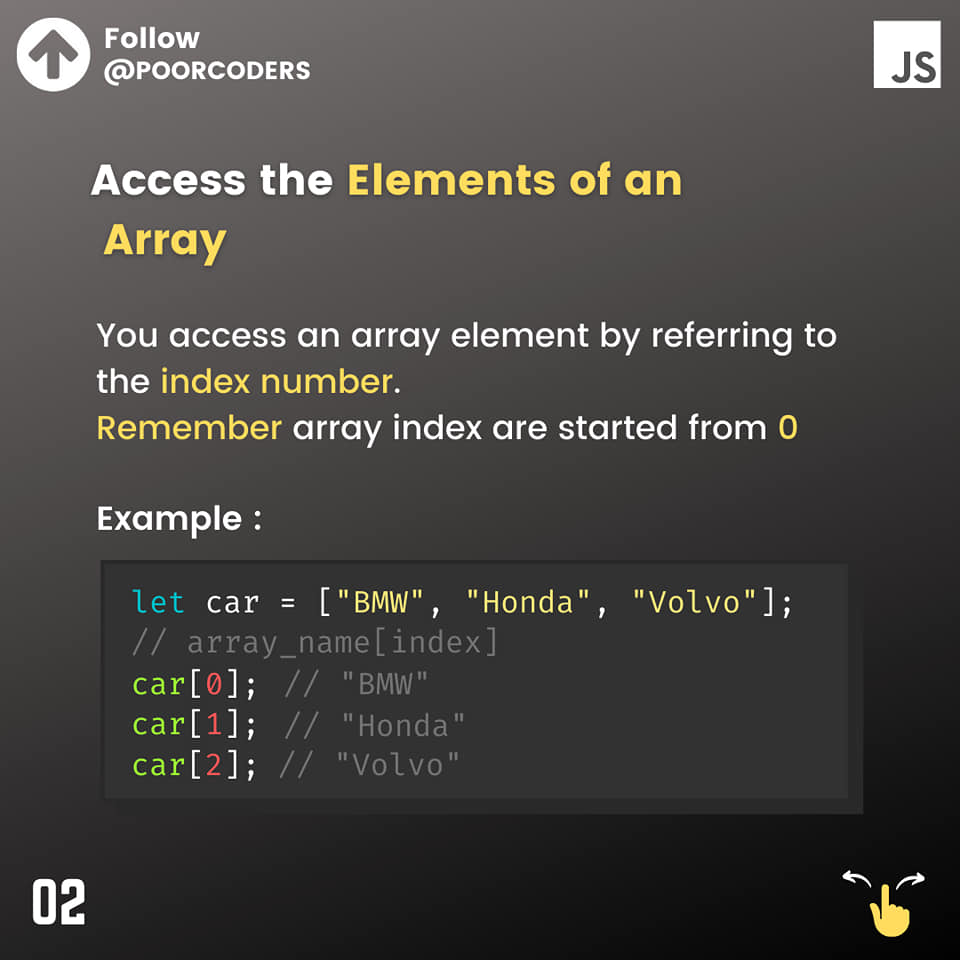 Follow
@POORCODERS
JS
Access the Elements of an
Array
You access an array element by referring to
the index number.
Remember array index are started from 0
Example :
let car = ["BMW", "Honda", "Volvo"];
// array_name[index]
car[0]; // "BMW"
car[1]; // "Honda"
car[2]; // "Volvo"
02